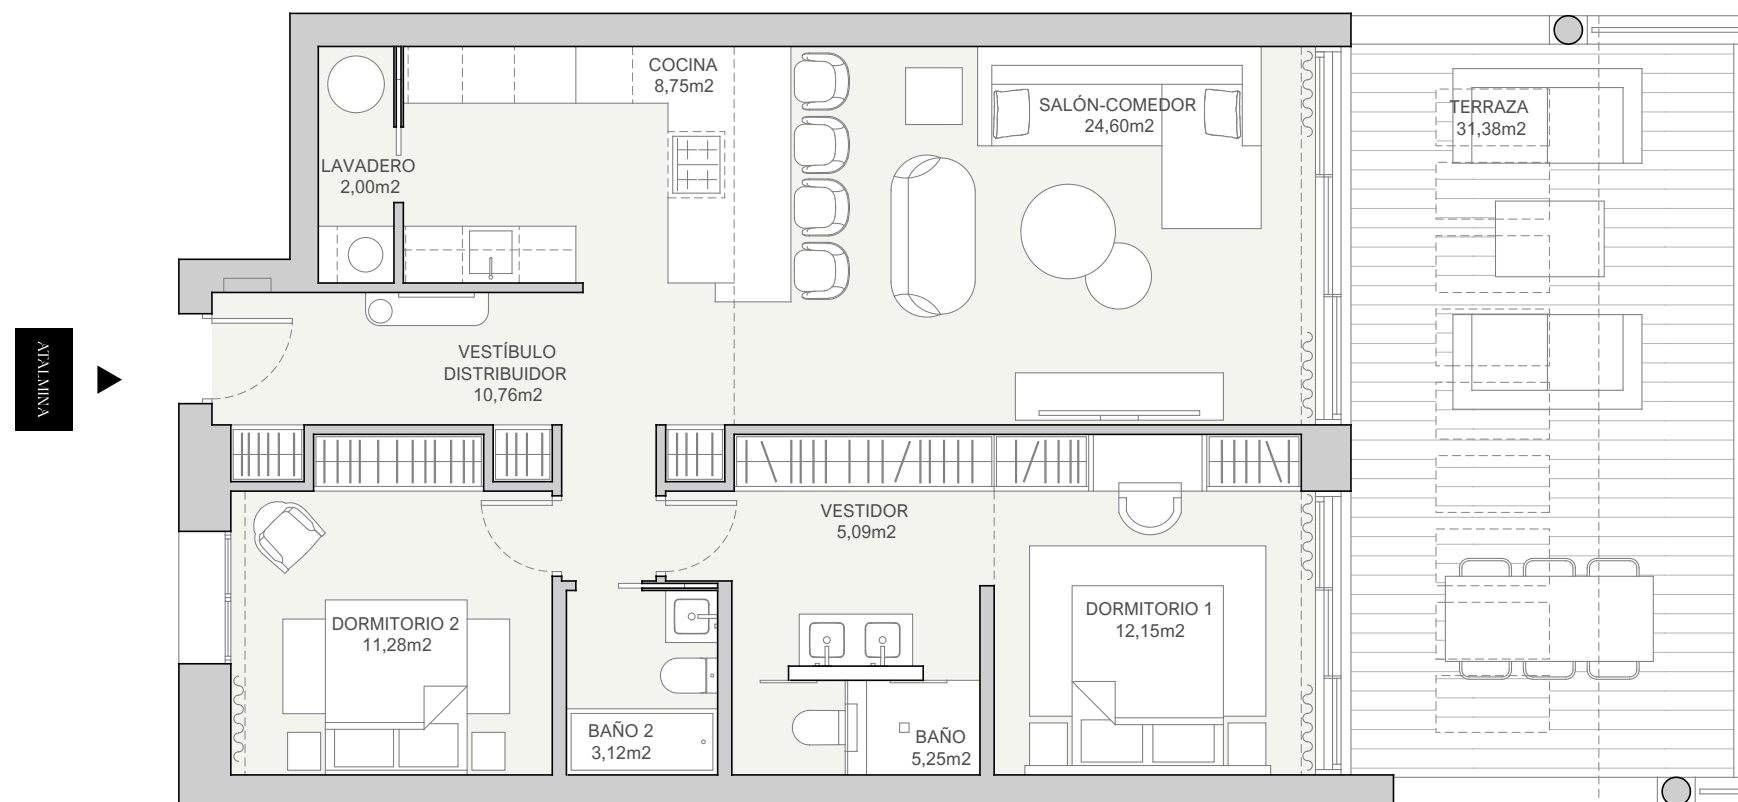 COCINA
8,75m2
SALÓN-COMEDOR
24,60m2
TERRAZA
31,38m2
LAVADERO
2,00m2
ATALMINA
VESTÍBULO
DISTRIBUIDOR
10,76m2
VESTIDOR
5,09m2
DORMITORIO 2
11,28m2
DORMITORIO 1
12,15m2
BAÑO 2
3,12m2
BAÑO
5,25m2